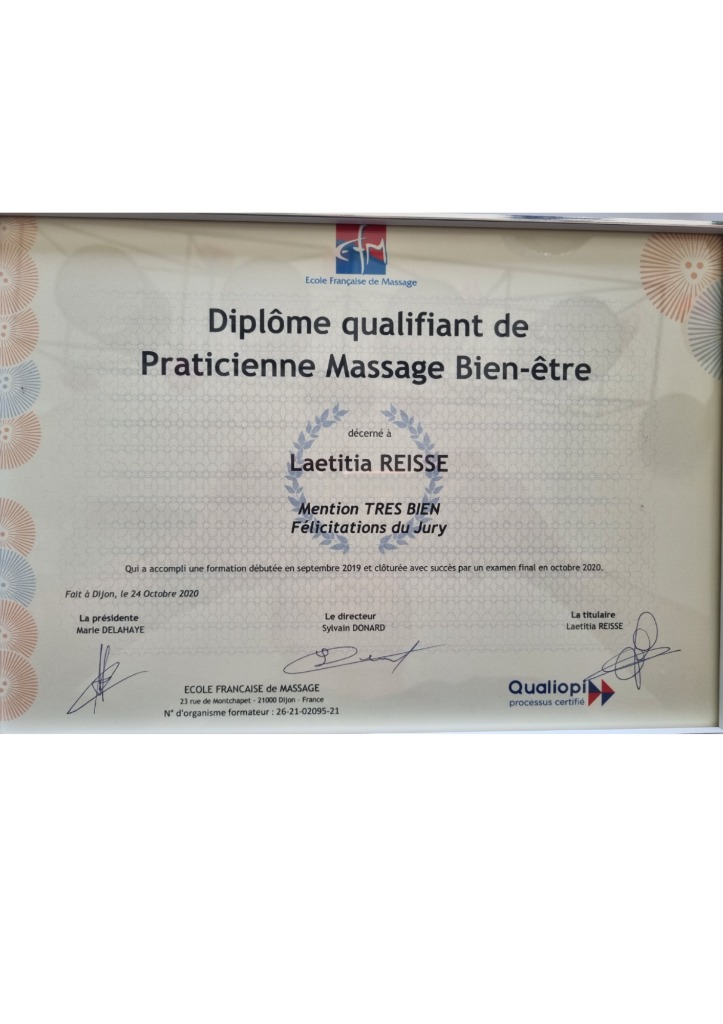 efm
Ecole Française de Massage
Diplôme qualifiant de
Praticienne Massage Bien-être
décerné à
Laetitia REISSE
Mention TRES BIEN
Félicitations du Jury
Qui a accompli une formation débutée en septembre 2019 et clôturée avec succès par un examen final en octobre 2020.
Fait à Dijon, le 24 Octobre 2020
La présidente
Marie DELAHAYE
Le directeur
Sylvain DONARD
La titulaire
Laetitia REISSE
ECOLE FRANCAISE de MASSAGE
23 rue de Montchapet - 21000 Dijon - France
N° d'organisme formateur : 26-21-02095-21
Qualiopi
processus certifié